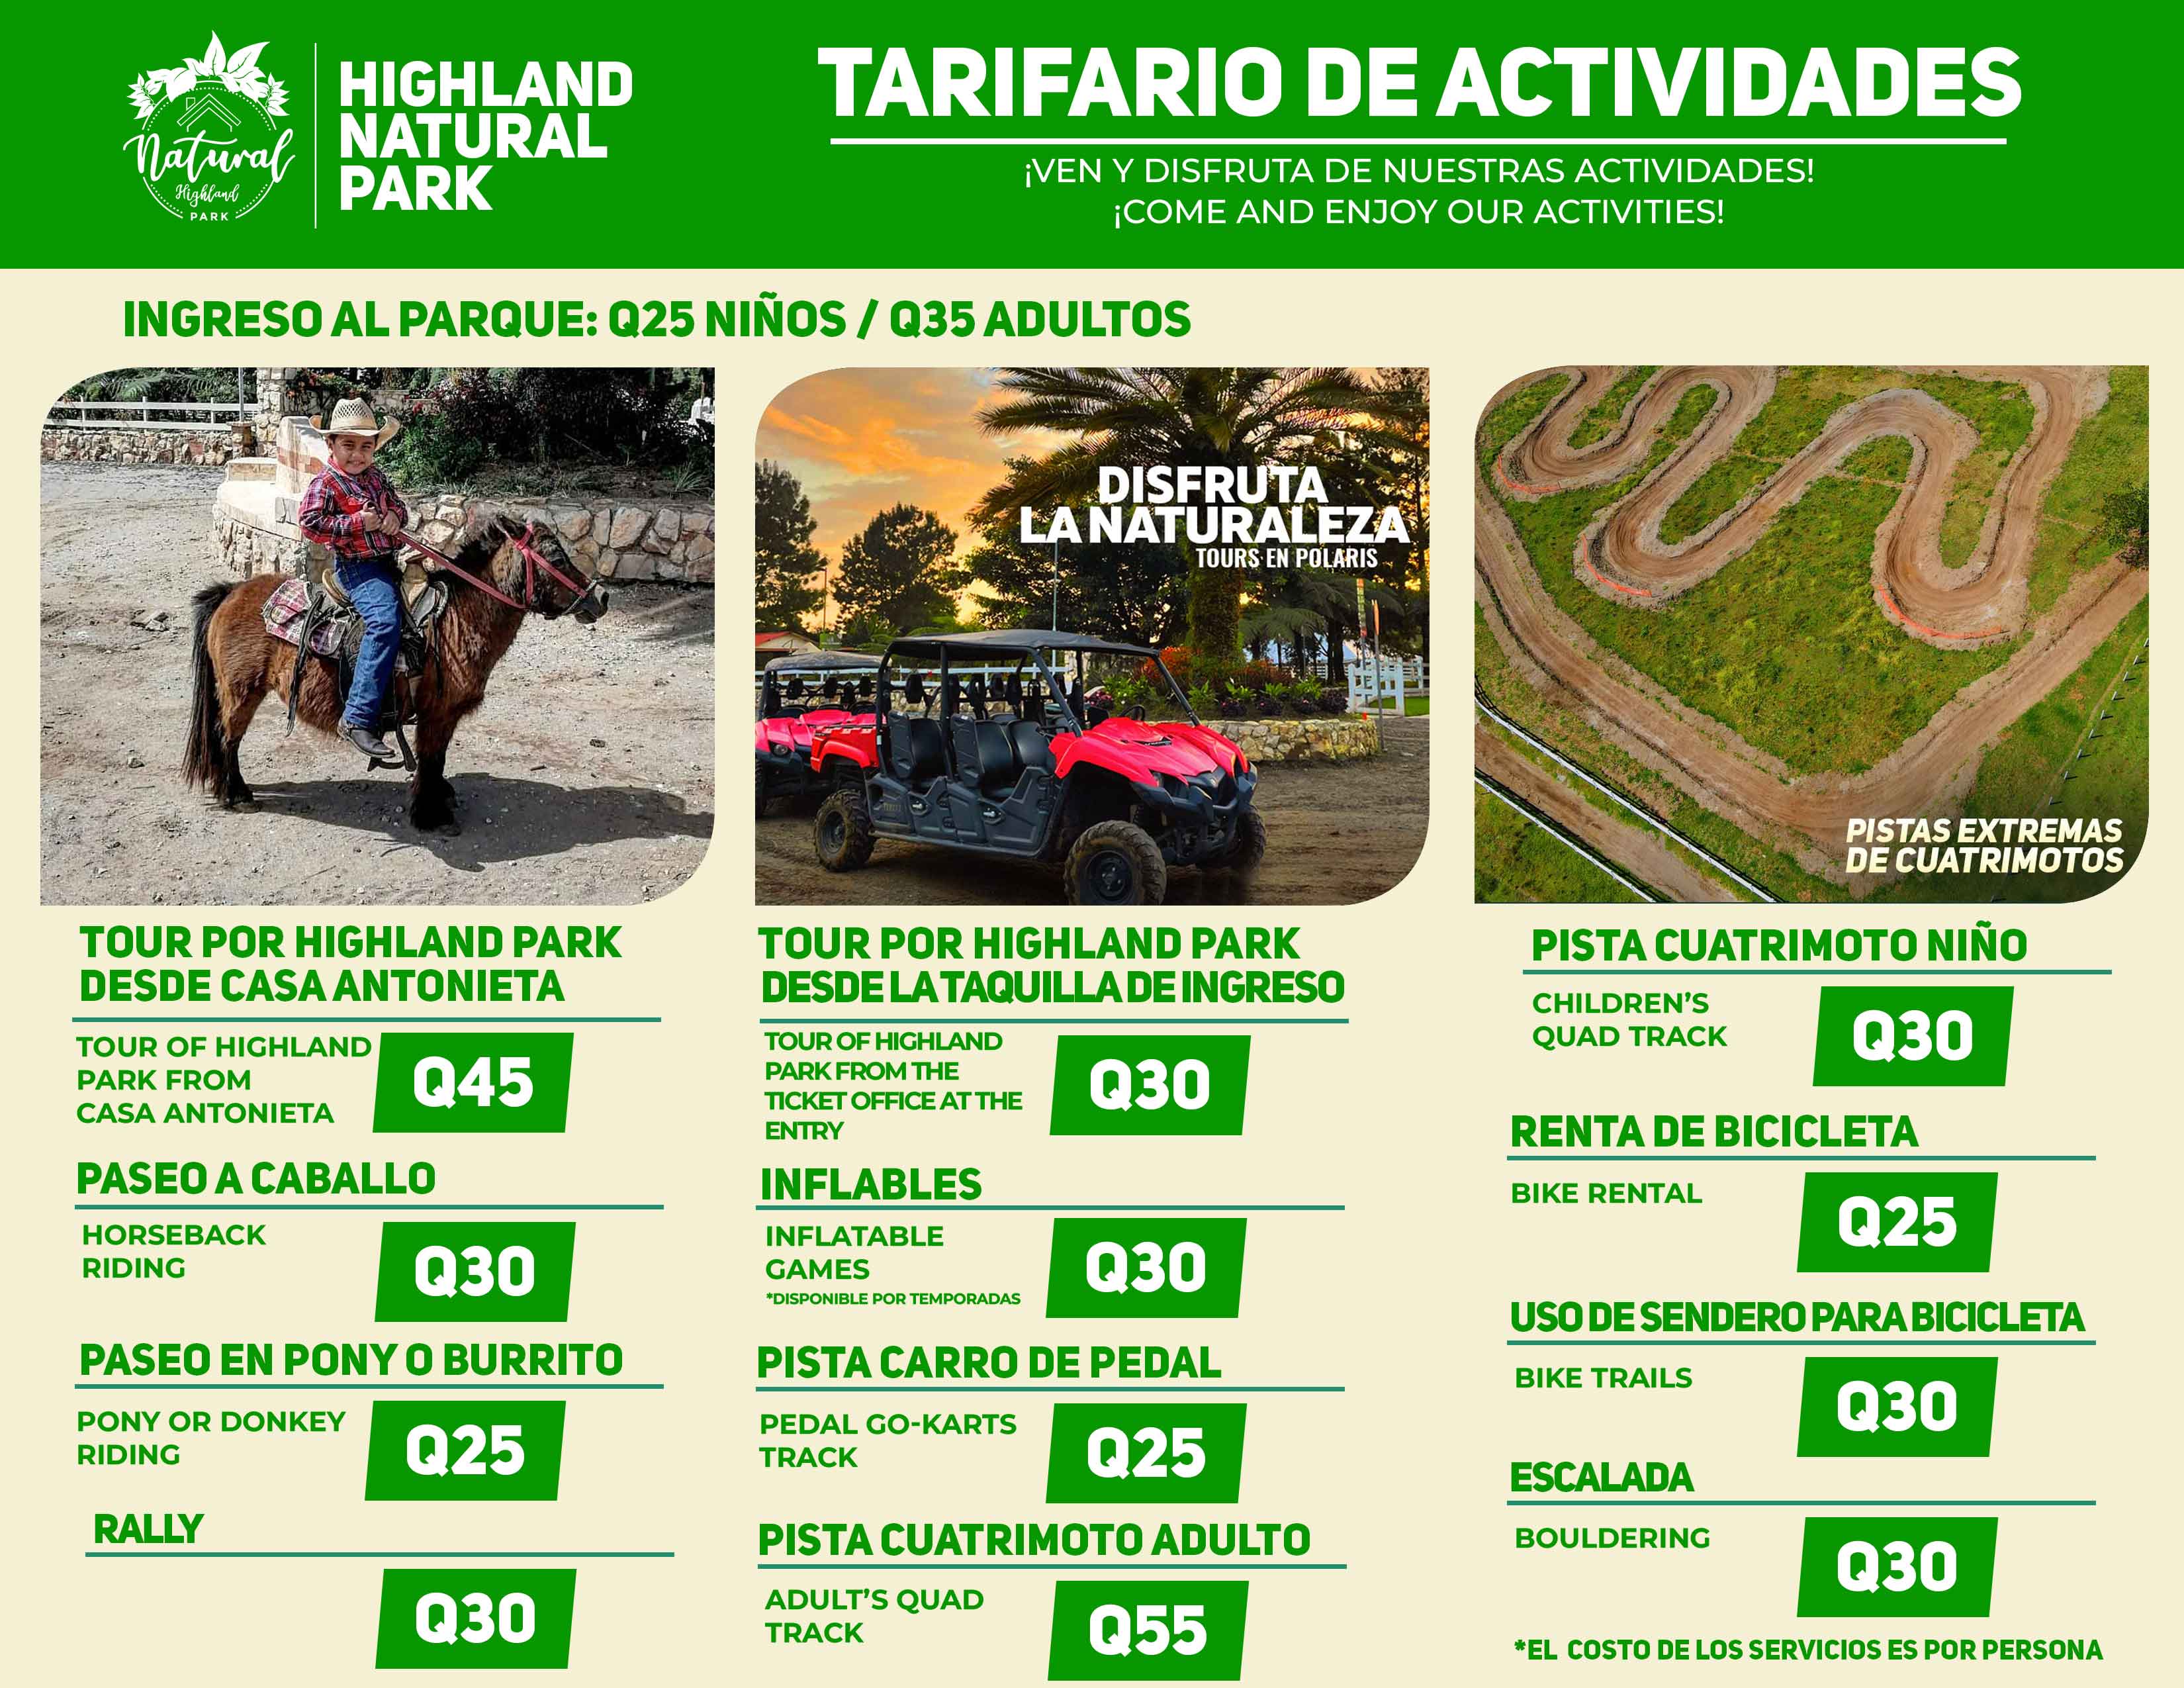 Natural
Highland
PARK
HIGHLAND
NATURAL
PARK
TARIFARIO DE ACTIVIDADES
¡VEN Y DISFRUTA DE NUESTRAS ACTIVIDADES!
¡COME AND ENJOY OUR ACTIVITIES!
INGRESO AL PARQUE: Q25 NIÑOS / Q35 ADULTOS
DISFRUTA
LA NATURALEZA
TOURS EN POLARIS
PISTAS EXTREMAS
DE CUATRIMOTOS
TOUR POR HIGHLAND PARK
DESDE CASA ANTONIETA
TOUR OF HIGHLAND
PARK FROM
CASA ANTONIETA
Q45
PASEO A CABALLO
HORSEBACK
RIDING
Q30
PASEO EN PONY O BURRITO
PONY OR DONKEY
RIDING
Q25
RALLY
Q30
TOUR POR HIGHLAND PARK
DESDE LA TAQUILLA DE INGRESO
TOUR OF HIGHLAND
PARK FROM THE
TICKET OFFICE AT THE
ENTRY
Q30
INFLABLES
INFLATABLE
GAMES
*DISPONIBLE POR TEMPORADAS
Q30
PISTA CARRO DE PEDAL
PEDAL GO-KARTS
TRACK
Q25
PISTA CUATRIMOTO ADULTO
ADULT'S QUAD
TRACK
Q55
PISTA CUATRIMOTO NIÑO
CHILDREN'S
QUAD TRACK
Q30
RENTA DE BICICLETA
BIKE RENTAL
Q25
USO DE SENDERO PARA BICICLETA
BIKE TRAILS
Q30
ESCALADA
BOULDERING
Q30
*EL COSTO DE LOS SERVICIOS ES POR PERSONA